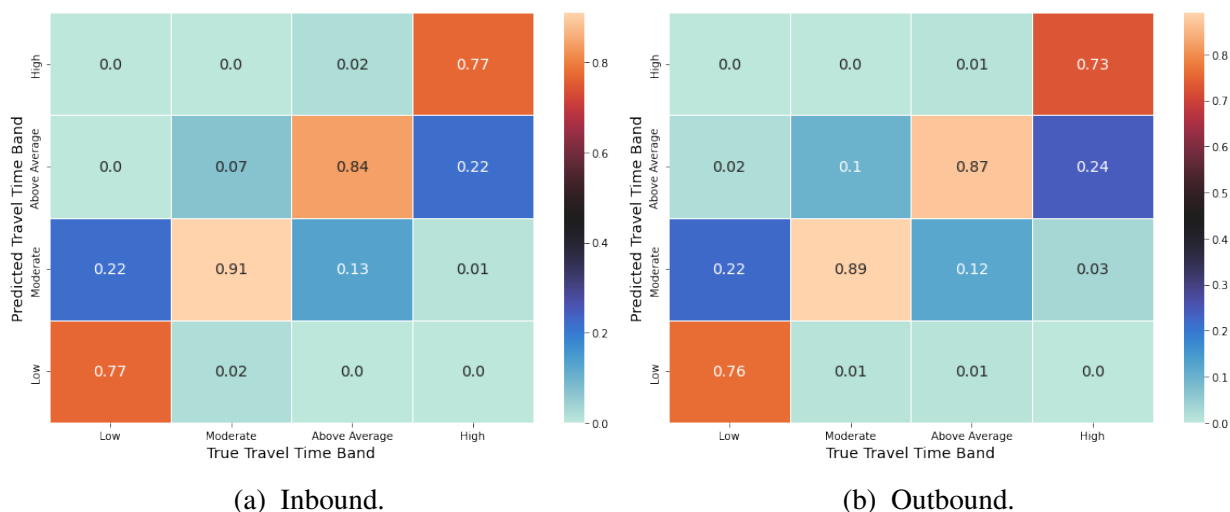 High
0.0 0.0 0.02 0.77
0.8
Above Average
0.0 0.07 0.84 0.22
0.6
0.4
Moderate
0.22 0.91 0.13 0.01
0.2
Low
0.77 0.02 0.0 0.0
0.0
Predicted Travel Time Band
Low Moderate Above Average High
True Travel Time Band
(a) Inbound.
High
0.0 0.0 0.01 0.73
0.8
0.7
Above Average
0.02 0.1 0.87 0.24
0.6
0.5
0.4
Moderate
0.22 0.89 0.12 0.03
0.3
0.2
Low
0.76 0.01 0.01 0.0
0.1
0.0
Predicted Travel Time Band
Low Moderate Above Average High
True Travel Time Band
(b) Outbound.